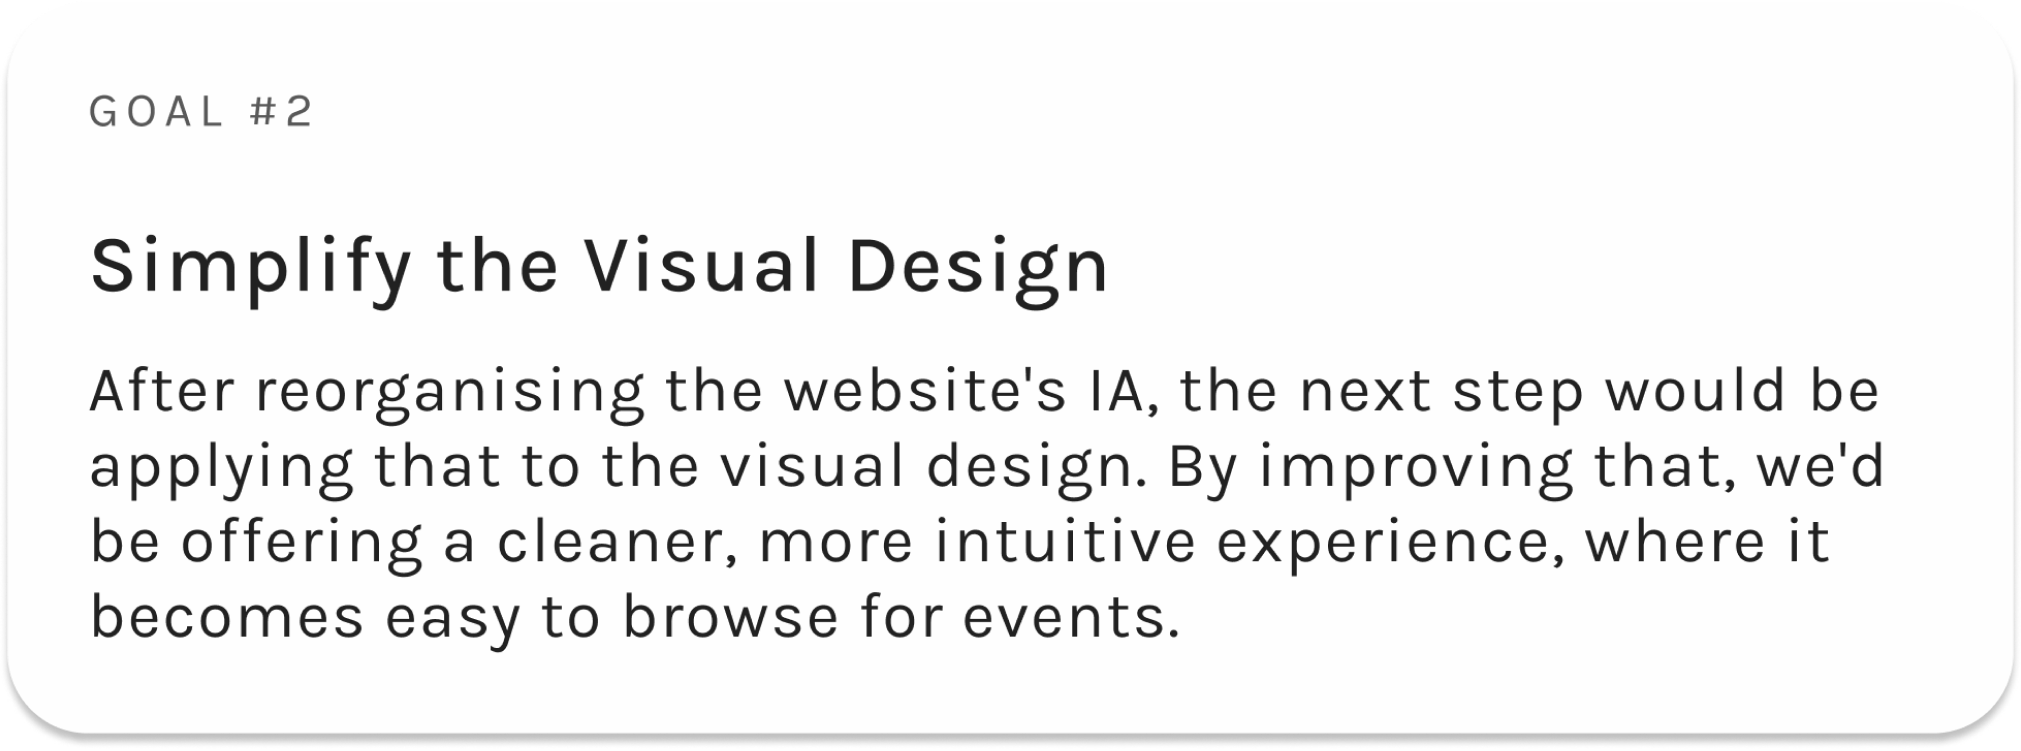 GOAL #2
Simplify the Visual Design
After reorganising the website's IA, the next step would be
applying that to the visual design. By improving that, we'd
be offering a cleaner, more intuitive experience, where it
becomes easy to browse for events.